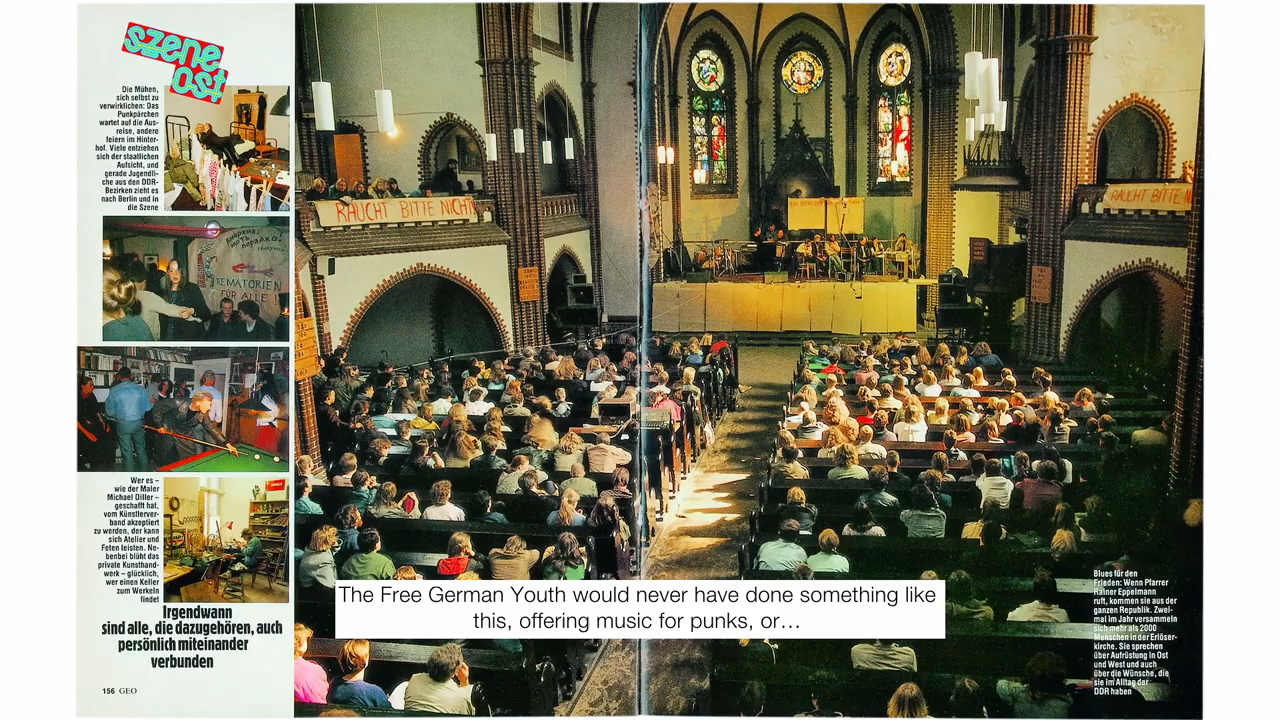 szene
ost
Die Mühen,
sich selbst zu
verwirklichen: Das
Punkpärchen
wartet auf die Aus-
reise, andere
feiern im Hinter-
hof. Viele entziehen
sich der staatlichen
Aufsicht, und
gerade Jugendli-
che aus den DDR-
Bezirken zieht es
nach Berlin und in
die Szene
REMATORIEN
FÜR ALLE!
Wer es –
wie der Maler
Michael Diller –
geschafft hat,
vom Künstlerver-
band akzeptiert
zu werden, der kann
sich Atelier und
Feten leisten. Ne-
benbei blüht das
private Kunsthand-
werk – glücklich,
wer einen Keller
zum Werkeln
findet
Irgendwann
sind alle, die dazugehören, auch
persönlich miteinander
verbunden
156 GEO
RAUCHT BITTE NICHT
RAUCHT BITTE NI
The Free German Youth would never have done something like
this, offering music for punks, or…
Blues für den
Frieden: Wenn Pfarrer
Rainer Eppelmann
ruft, kommen sie aus der
ganzen Republik. Zwei-
mal im Jahr versammeln
sich mehr als 2000
Menschen in der Erlöser-
kirche. Sie sprechen
über Aufrüstung in Ost
und West und auch
über die Wünsche, die
sie im Alltag der
DDR haben